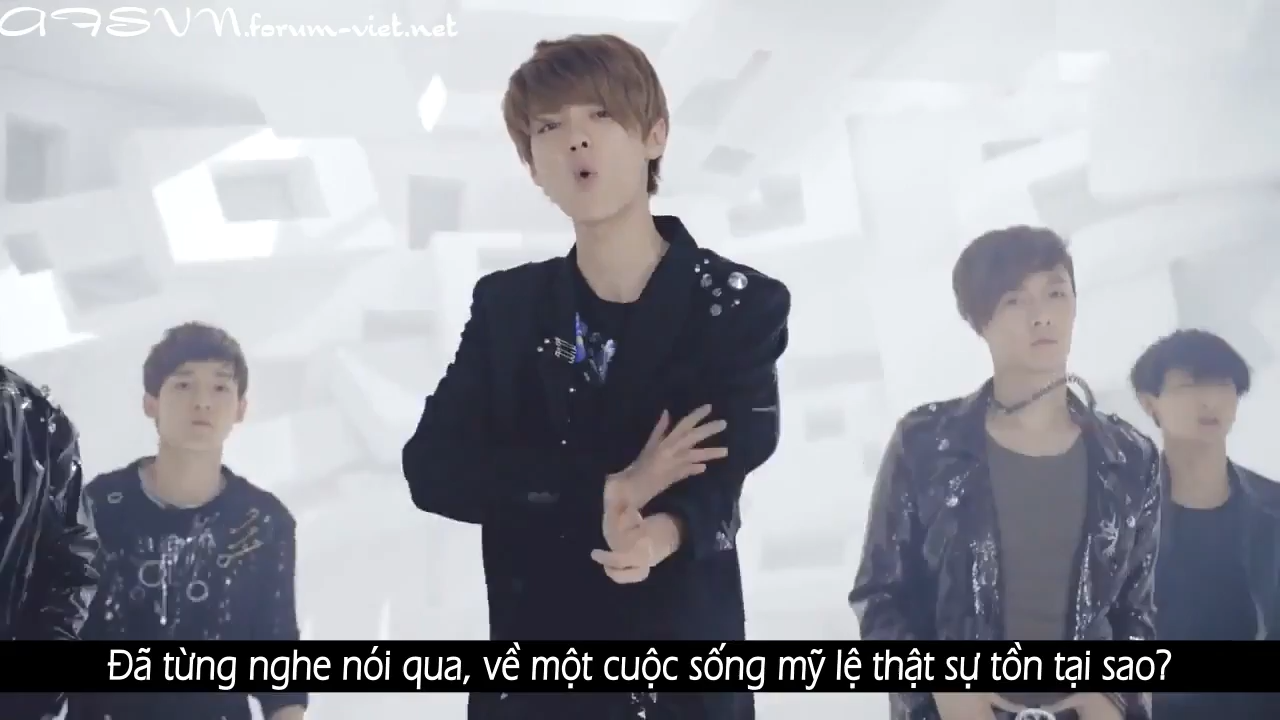 AFSVN.forum-viet.net
Đã từng nghe nói qua, về một cuộc sống mỹ lệ thật sự tồn tại sao?